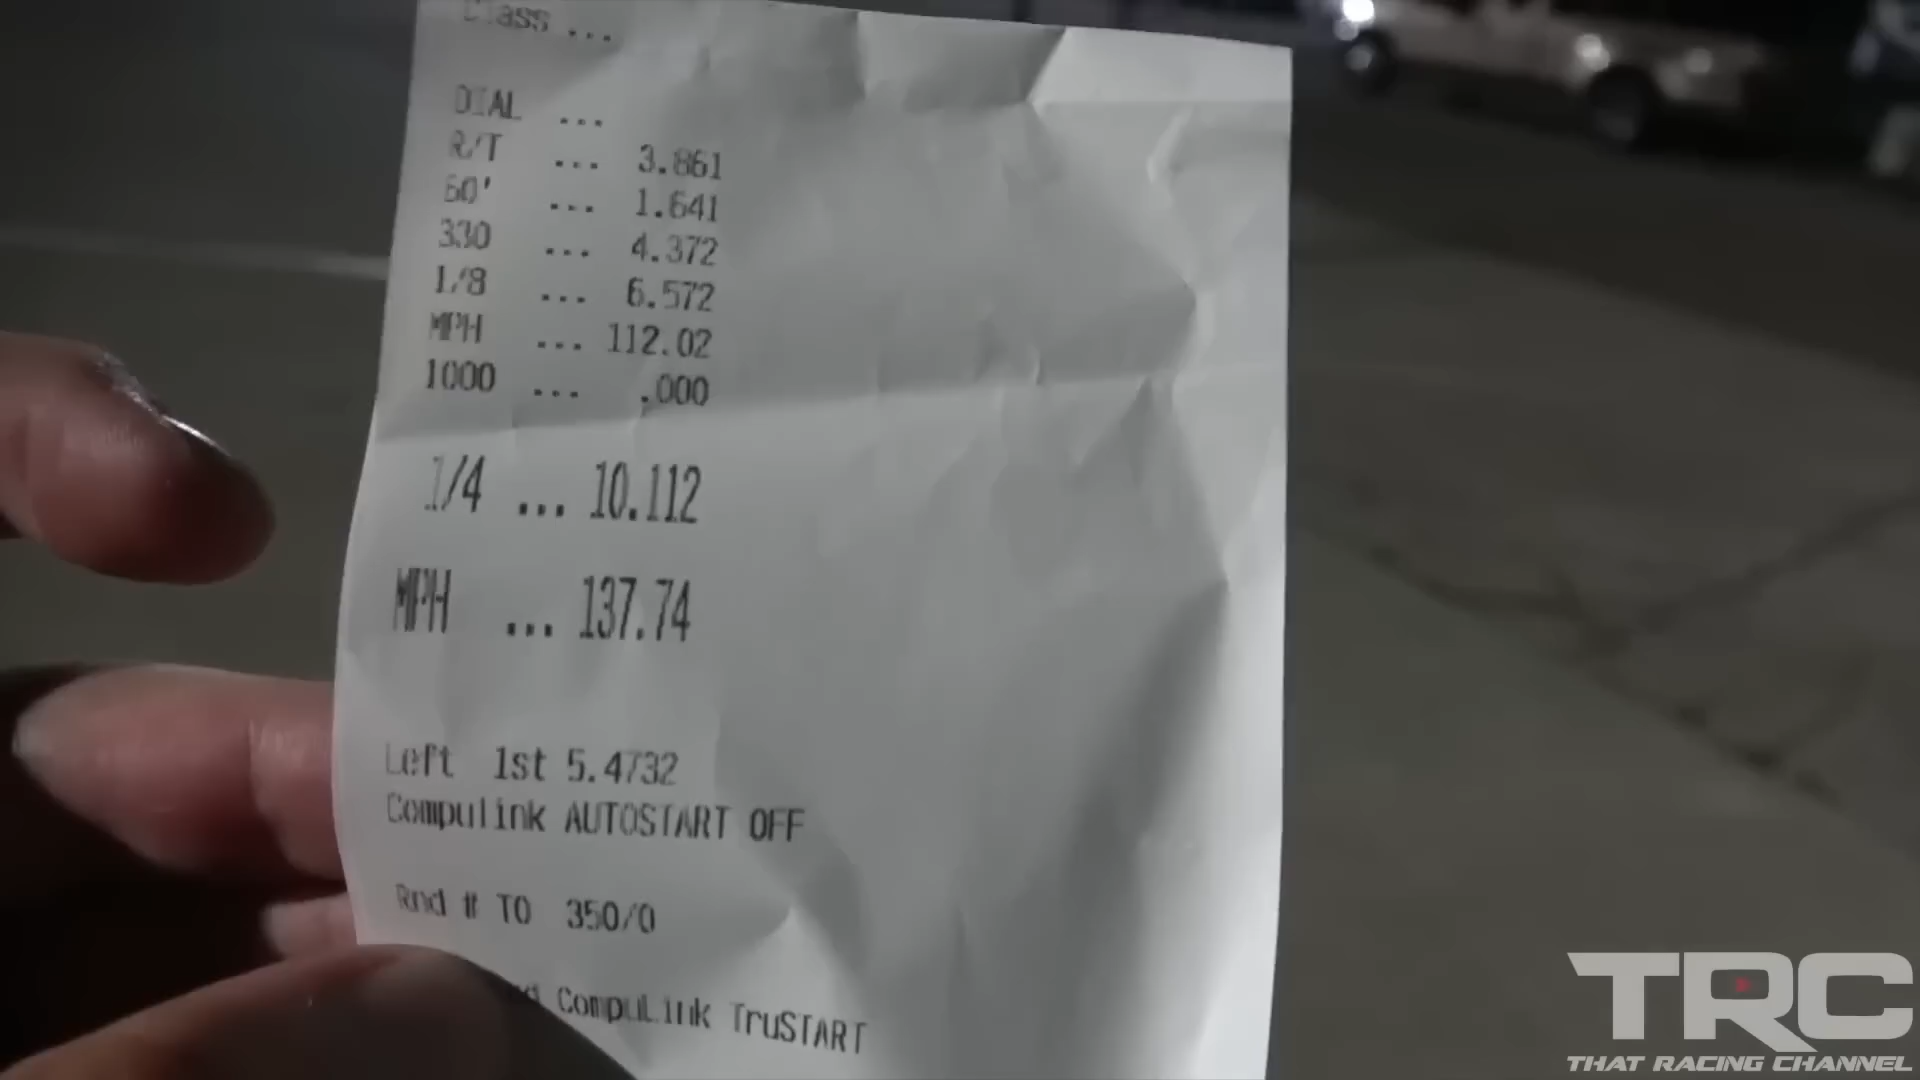 Class ...
DIAL ...
R/T ... 3.861
60' ... 1.641
330 ... 4.372
1/8 ... 6.572
MPH ... 112.02
1000 ... .000
1/4 ... 10.112
MPH ... 137.74
Left 1st 5.4732
Compulink AUTOSTART OFF
Rnd # TO 350/0
CompuLink TruSTART
TRC
THAT RACING CHANNEL